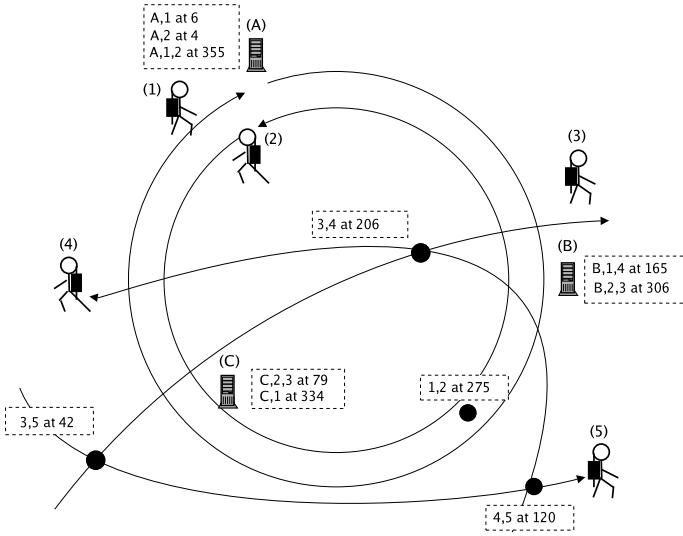 A,1 at 6
A,2 at 4
A,1,2 at 355
(A)
(1)
(2)
(3)
3,4 at 206
(4)
(B)
B,1,4 at 165
B,2,3 at 306
(C)
C,2,3 at 79
C,1 at 334
1,2 at 275
3,5 at 42
(5)
4,5 at 120